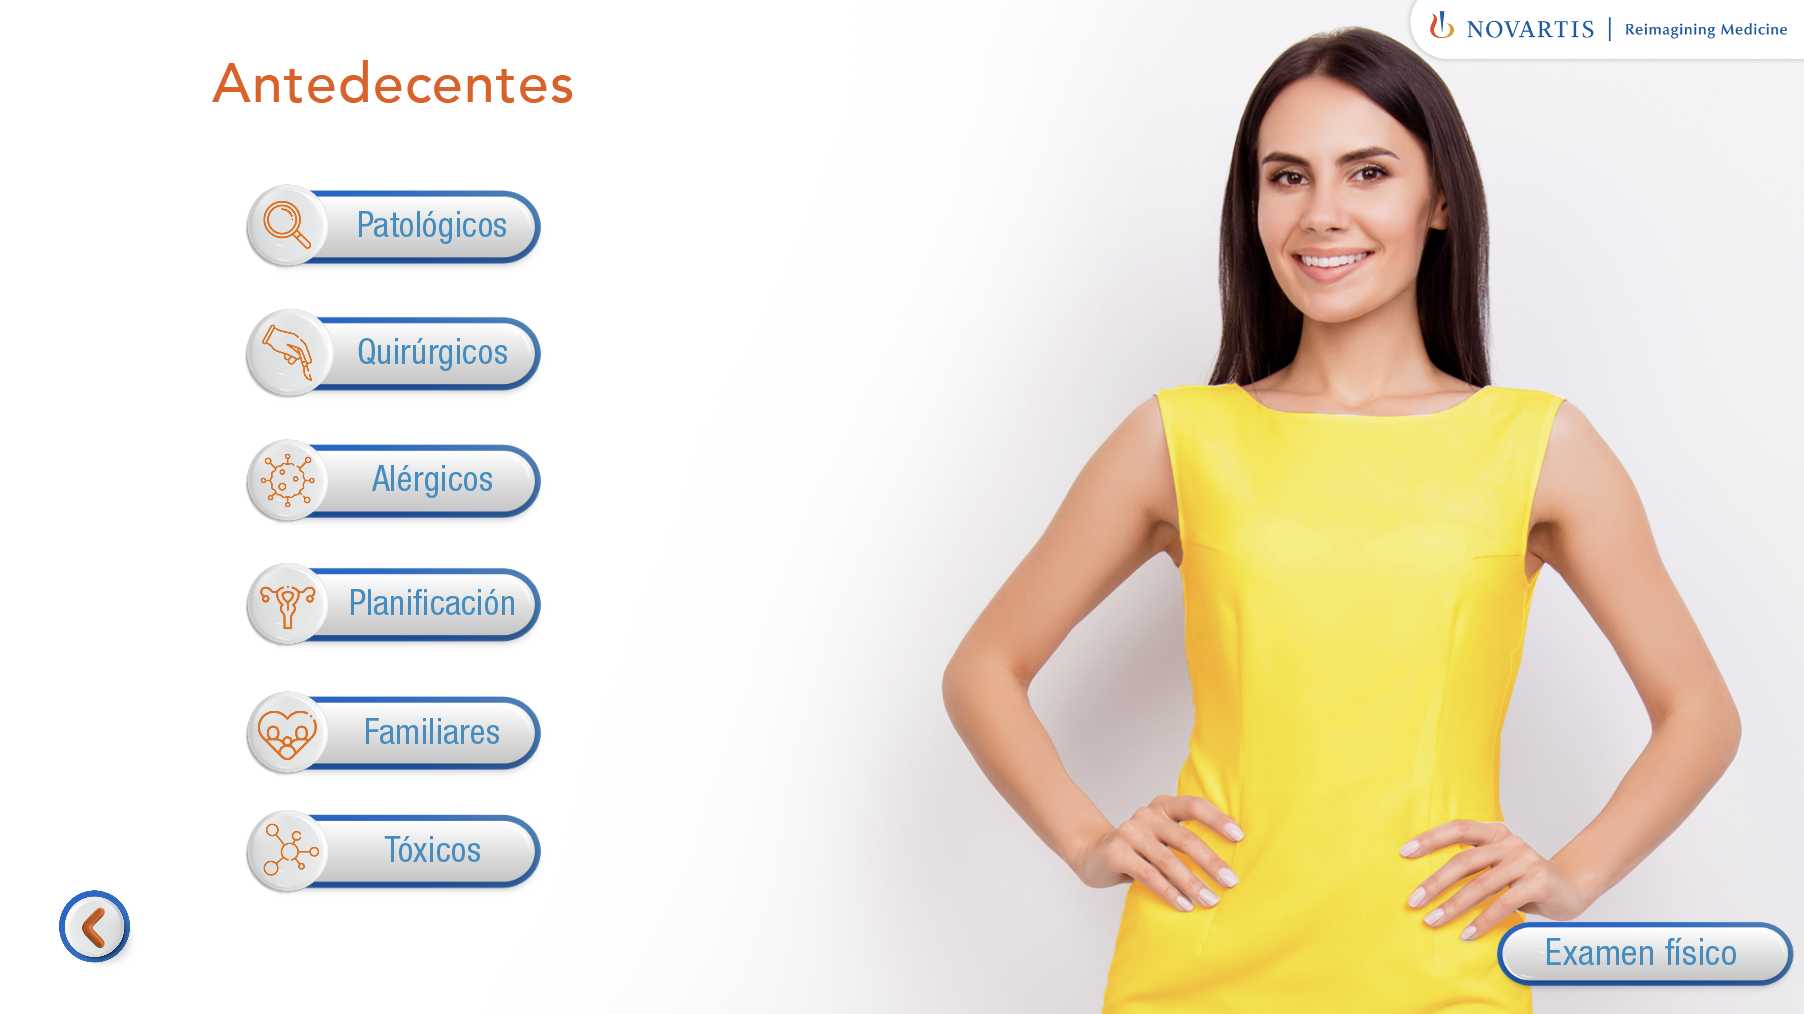 NOVARTIS | Reimagining Medicine
Antedecentes
Patológicos
Quirúrgicos
Alérgicos
Planificación
Familiares
Tóxicos
Examen físico